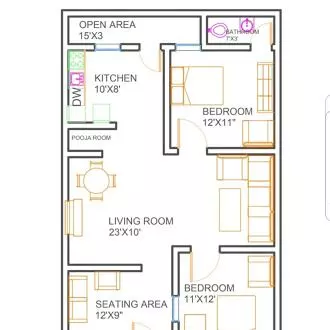 OPEN AREA
15'X3
BATHROOM
7'X3'
KITCHEN
10'X8'
DW
BEDROOM
12'X11"
POOJA ROOM
LIVING ROOM
23'X10'
BEDROOM
11'X12'
SEATING AREA
12'X9"